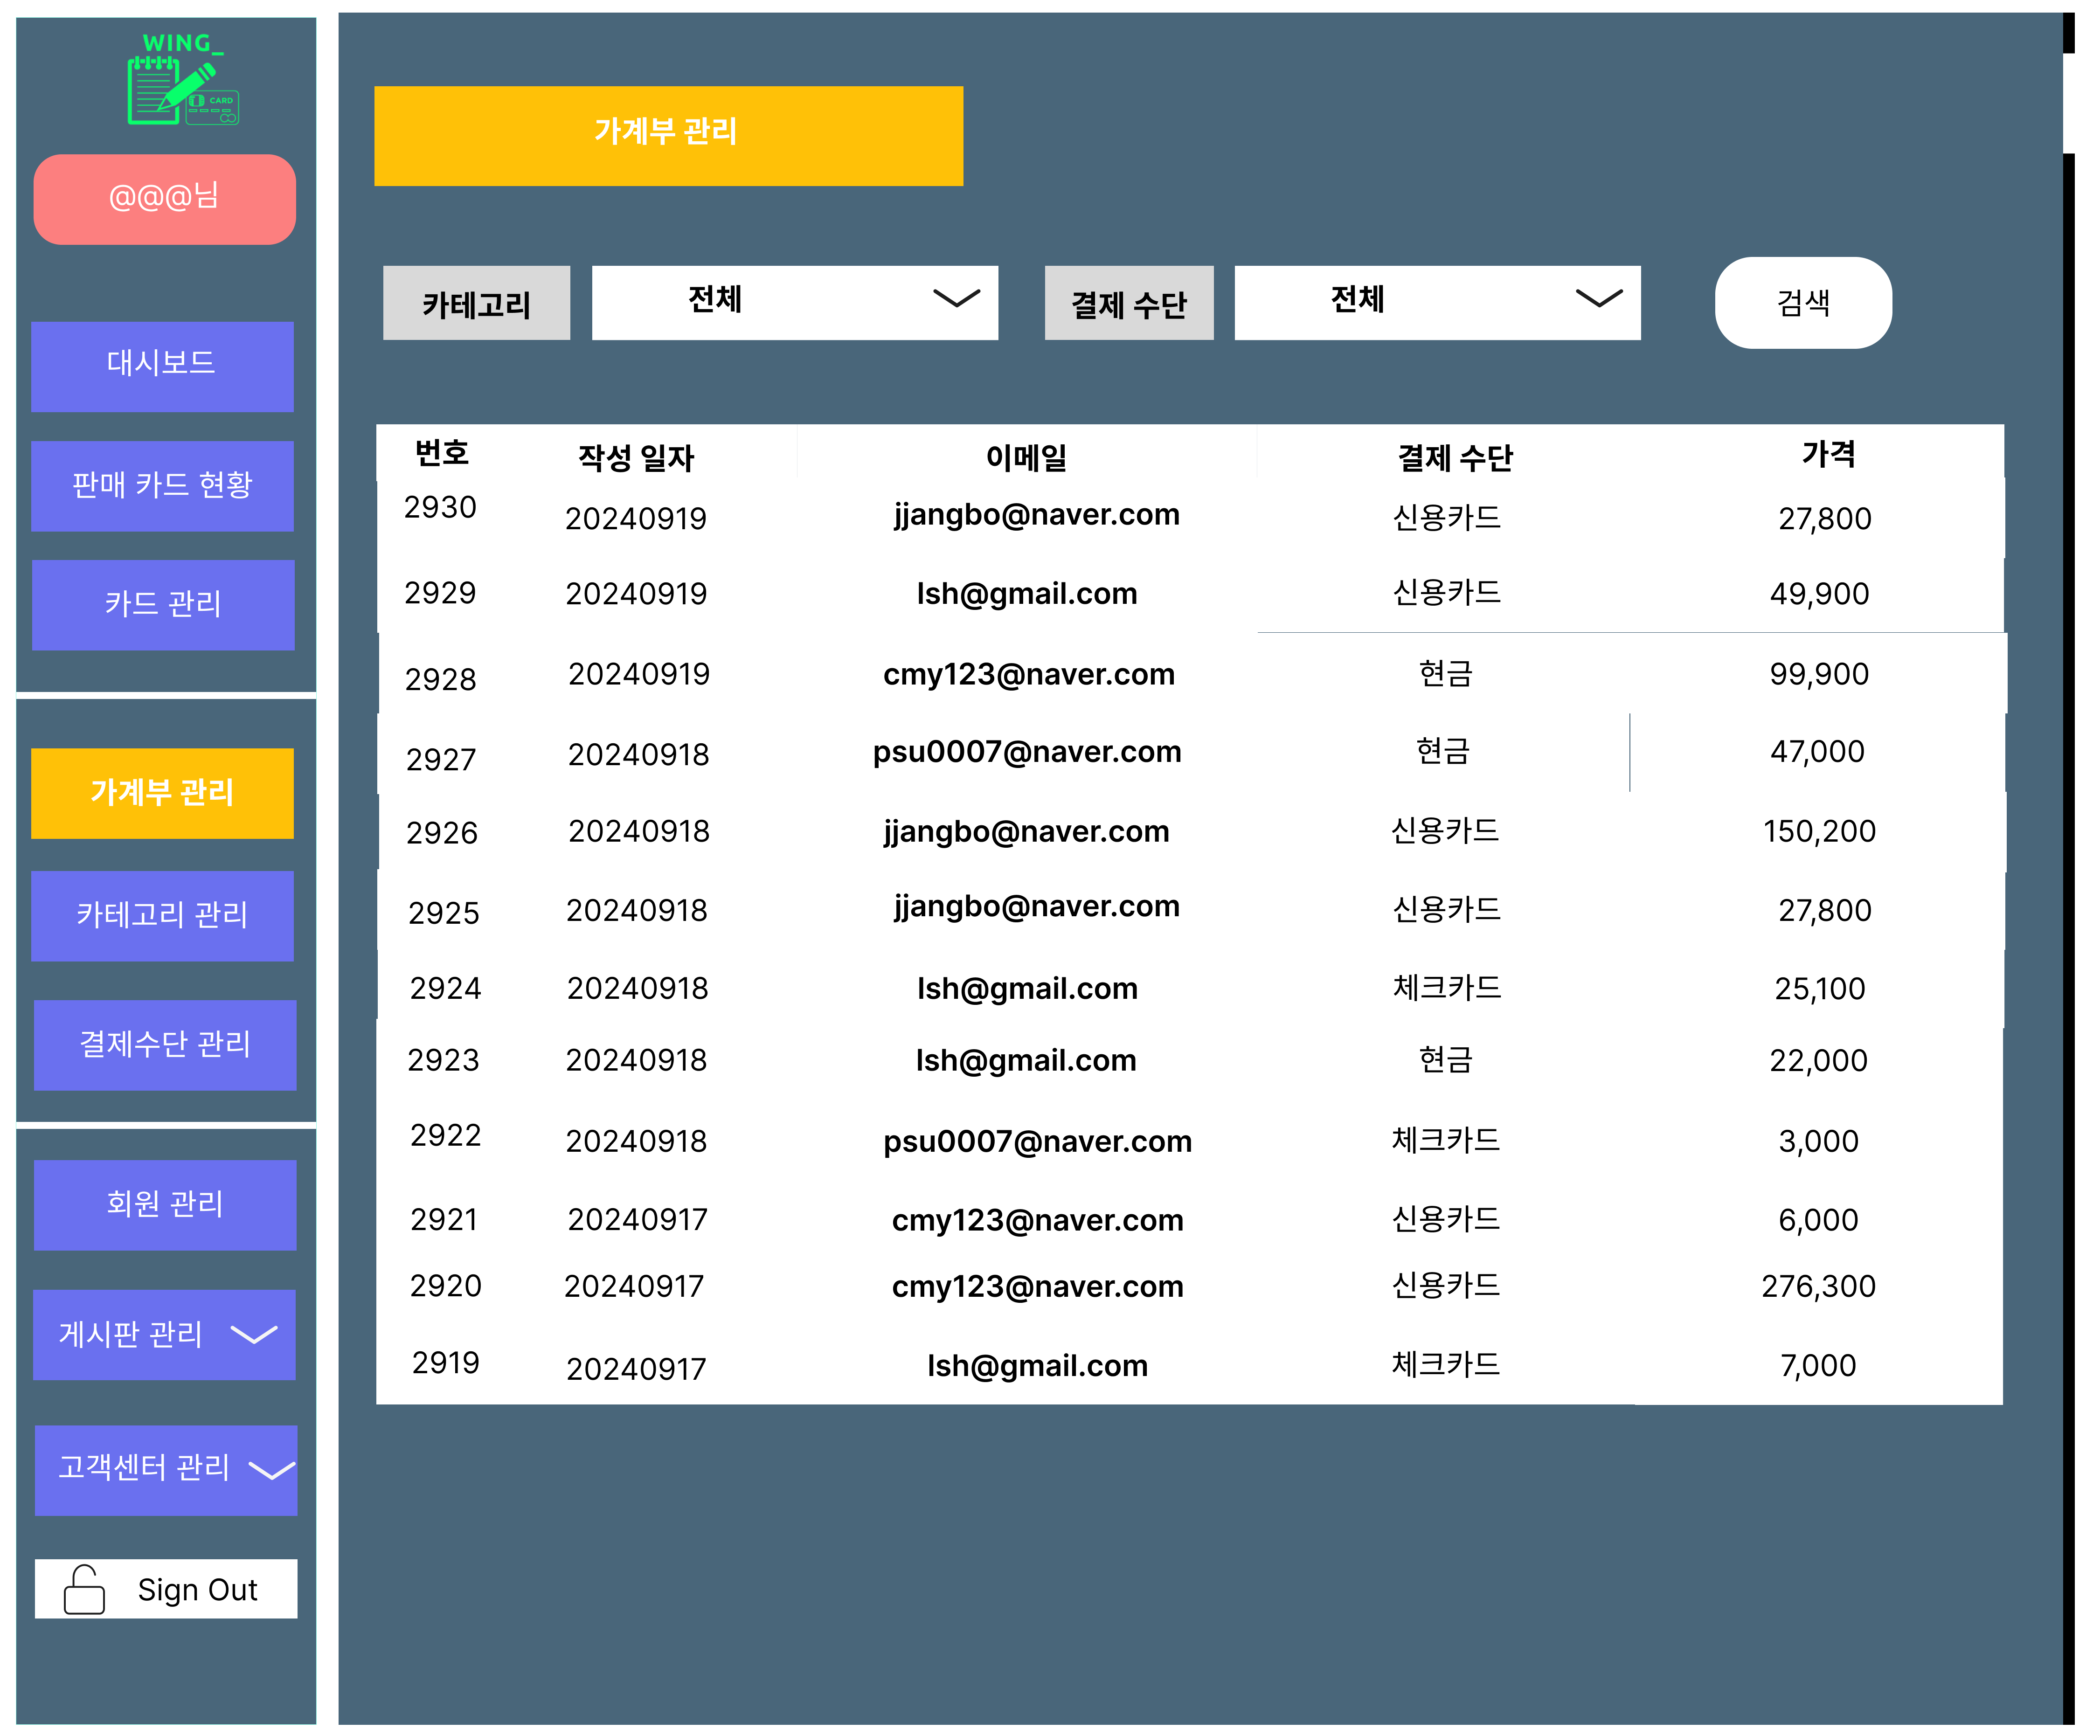 WING_
CARD
@@@님
대시보드
판매 카드 현황
카드 관리
가계부 관리
카테고리 관리
결제수단 관리
회원 관리
게시판 관리
고객센터 관리
Sign Out
가계부 관리
카테고리 전체 결제 수단 전체 검색
번호 작성 일자 이메일 결제 수단 가격
2930 20240919 jjangbo@naver.com 신용카드 27,800
2929 20240919 lsh@gmail.com 신용카드 49,900
2928 20240919 cmy123@naver.com 현금 99,900
2927 20240918 psu0007@naver.com 현금 47,000
2926 20240918 jjangbo@naver.com 신용카드 150,200
2925 20240918 jjangbo@naver.com 신용카드 27,800
2924 20240918 lsh@gmail.com 체크카드 25,100
2923 20240918 lsh@gmail.com 현금 22,000
2922 20240918 psu0007@naver.com 체크카드 3,000
2921 20240917 cmy123@naver.com 신용카드 6,000
2920 20240917 cmy123@naver.com 신용카드 276,300
2919 20240917 lsh@gmail.com 체크카드 7,000